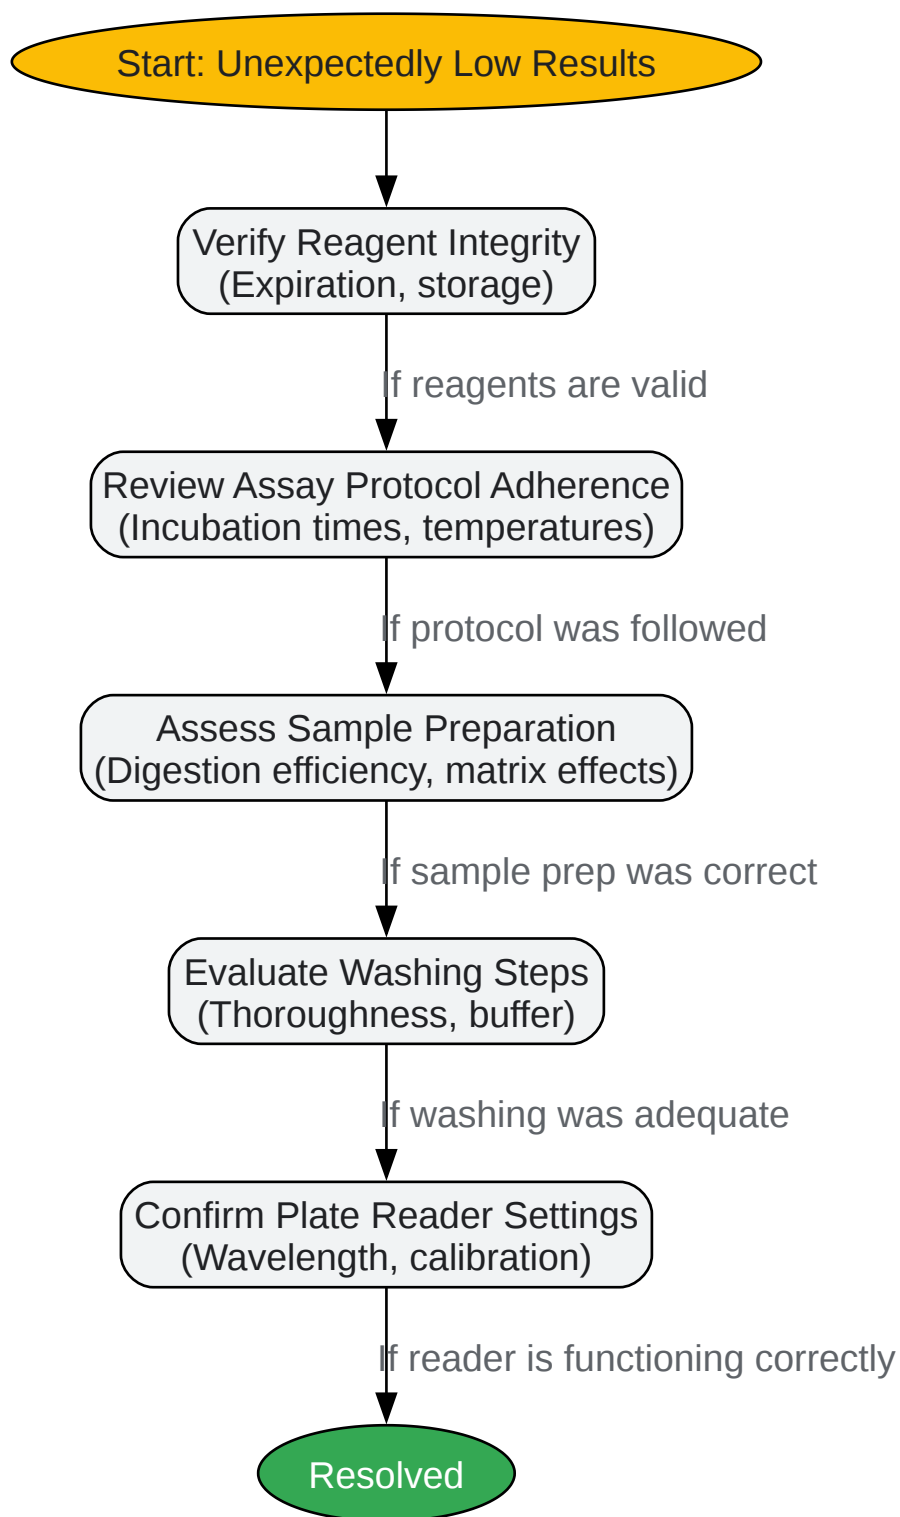 Start: Unexpectedly Low Results
Verify Reagent Integrity
(Expiration, storage)
If reagents are valid
Review Assay Protocol Adherence
(Incubation times, temperatures)
If protocol was followed
Assess Sample Preparation
(Digestion efficiency, matrix effects)
If sample prep was correct
Evaluate Washing Steps
(Thoroughness, buffer)
If washing was adequate
Confirm Plate Reader Settings
(Wavelength, calibration)
If reader is functioning correctly
Resolved